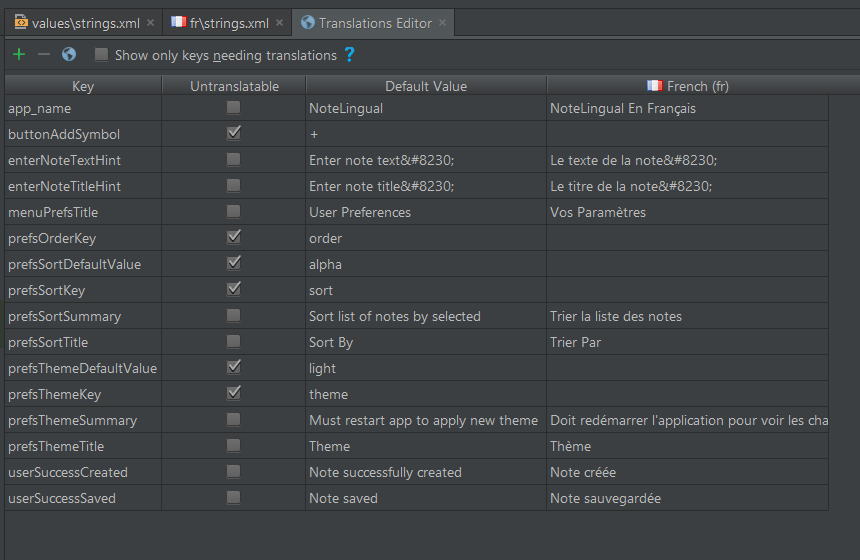 values\strings.xml × fr\strings.xml × Translations Editor ×
+ − Show only keys needing translations ?
Key Untranslatable Default Value French (fr)
app_name NoteLingual NoteLingual En Français
buttonAddSymbol +
enterNoteTextHint Enter note text&#8230; Le texte de la note&#8230;
enterNoteTitleHint Enter note title&#8230; Le titre de la note&#8230;
menuPrefsTitle User Preferences Vos Paramètres
prefsOrderKey order
prefsSortDefaultValue alpha
prefsSortKey sort
prefsSortSummary Sort list of notes by selected Trier la liste des notes
prefsSortTitle Sort By Trier Par
prefsThemeDefaultValue light
prefsThemeKey theme
prefsThemeSummary Must restart app to apply new theme Doit redémarrer l'application pour voir les cha
prefsThemeTitle Theme Thème
userSuccessCreated Note successfully created Note créée
userSuccessSaved Note saved Note sauvegardée